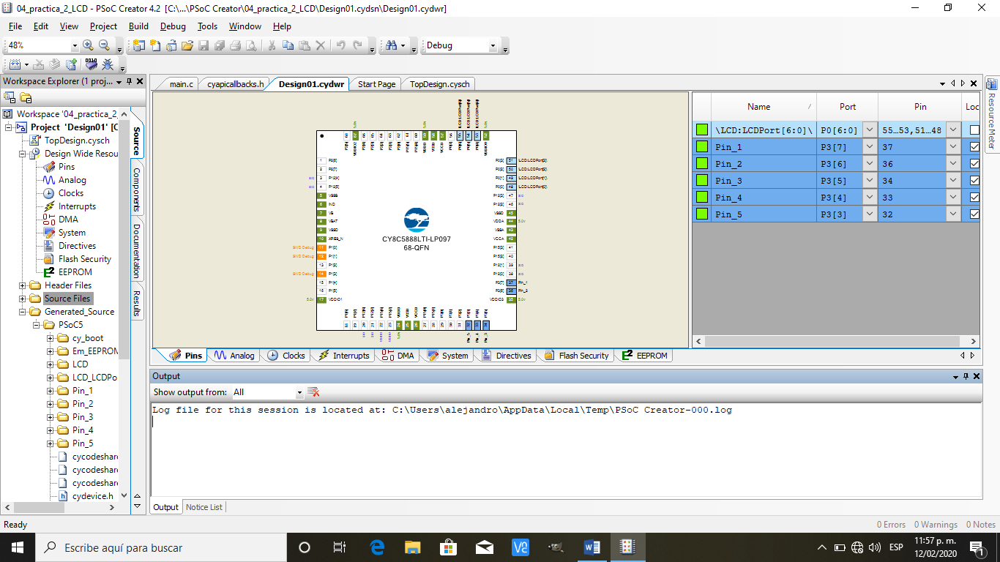 04_practica_2_LCD - PSoC Creator 4.2 [C:\...\PSoC Creator\04_practica_2_LCD\Design01.cydsn\Design01.cydwr]
File Edit View Project Build Debug Tools Window Help
48%
Debug
Workspace Explorer (1 proj...
Workspace '04_practica_2_
Project 'Design01' [C
TopDesign.cysch
Design Wide Resou
Pins
Analog
Clocks
Interrupts
DMA
System
Directives
Flash Security
EEPROM
Header Files
Source Files
Generated_Source
PSoC5
cy_boot
Em_EEPROM
LCD
LCD_LCDPo
Pin_1
Pin_2
Pin_3
Pin_4
Pin_5
cycodeshare
cycodeshare
cycodeshare
cydevice.h
Source
Components
Documentation
Results
main.c cyapicallbacks.h Design01.cydwr Start Page TopDesign.cysch
CY8C5888LTI-LP097
68-QFN
Name Port Pin Loc
\LCD:LCDPort[6:0]\ P0[6:0] 55…53,51…48
Pin_1 P3[7] 37
Pin_2 P3[6] 36
Pin_3 P3[5] 34
Pin_4 P3[4] 33
Pin_5 P3[3] 32
Resource Meter
Pins Analog Clocks Interrupts DMA System Directives Flash Security EEPROM
Output
Show output from: All
Log file for this session is located at: C:\Users\alejandro\AppData\Local\Temp\PSoC Creator-000.log
Output Notice List
Ready
0 Errors 0 Warnings 0 Notes
Escribe aquí para buscar
ESP
11:57 p. m.
12/02/2020
1